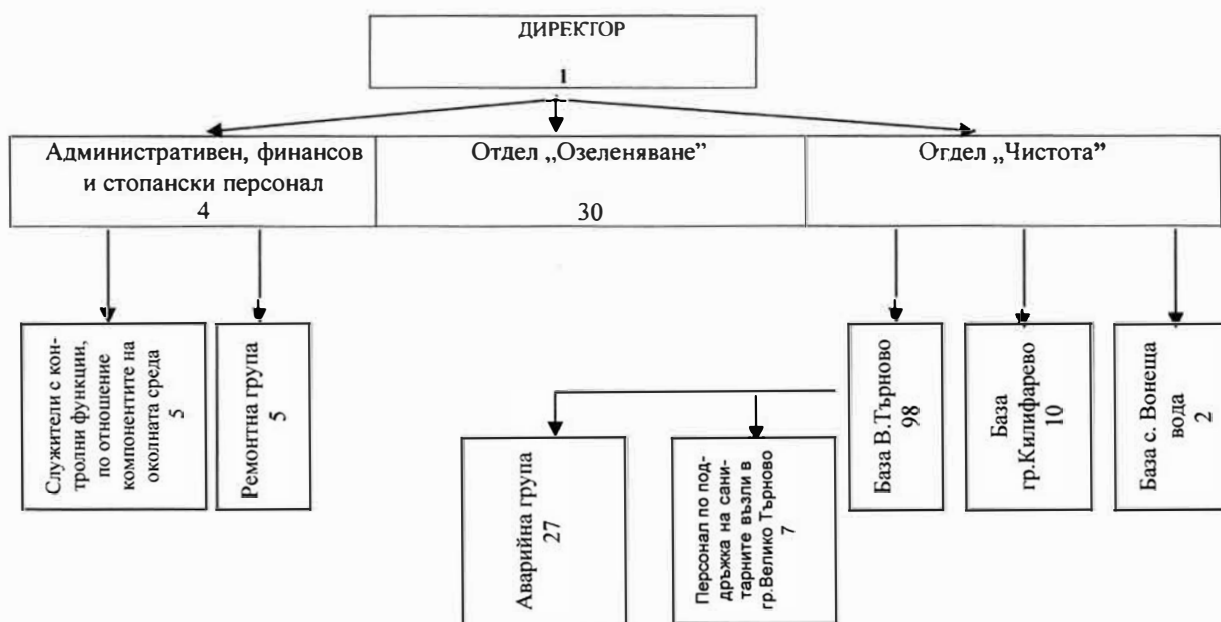 ДИРЕКТОР
1
Административен, финансов
и стопански персонал
4
Отдел „Озеленяване”
30
Отдел „Чистота”
Служители с кон-
тролни функции,
по отношение
компонентите на
околната среда
5
Ремонтна група
5
Аварийна група
27
Персонал по под-
дръжка на сани-
тарните възли в
гр.Велико Търново
7
База В.Търново
98
База
гр.Килифарево
10
База с. Вонеща
вода
2